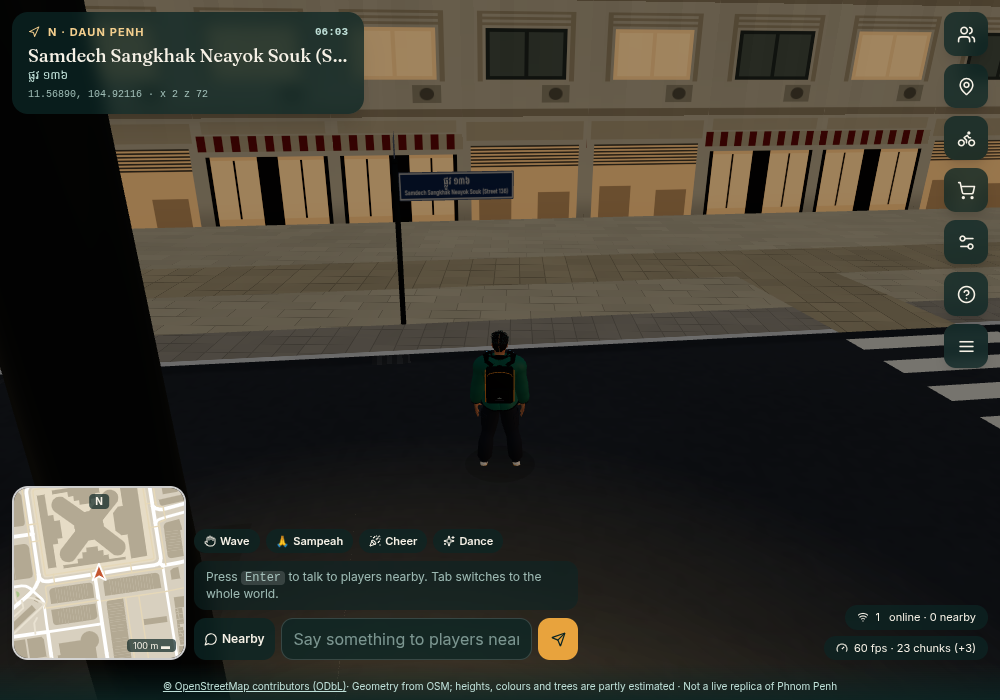 N · DAUN PENH
06:03
Samdech Sangkhak Neayok Souk (S...
ផ្លូវ ១៣៦
11.56890, 104.92116 · x 2 z 72
ផ្លូវ ១៣៦
Samdech Sangkhak Neayok Souk (Street 136)
N
100 m
Wave
🙏 Sampeah
Cheer
Dance
Press Enter to talk to players nearby. Tab switches to the
whole world.
Nearby
Say something to players near
1 online · 0 nearby
60 fps · 23 chunks (+3)
© OpenStreetMap contributors (ODbL) · Geometry from OSM; heights, colours and trees are partly estimated · Not a live replica of Phnom Penh